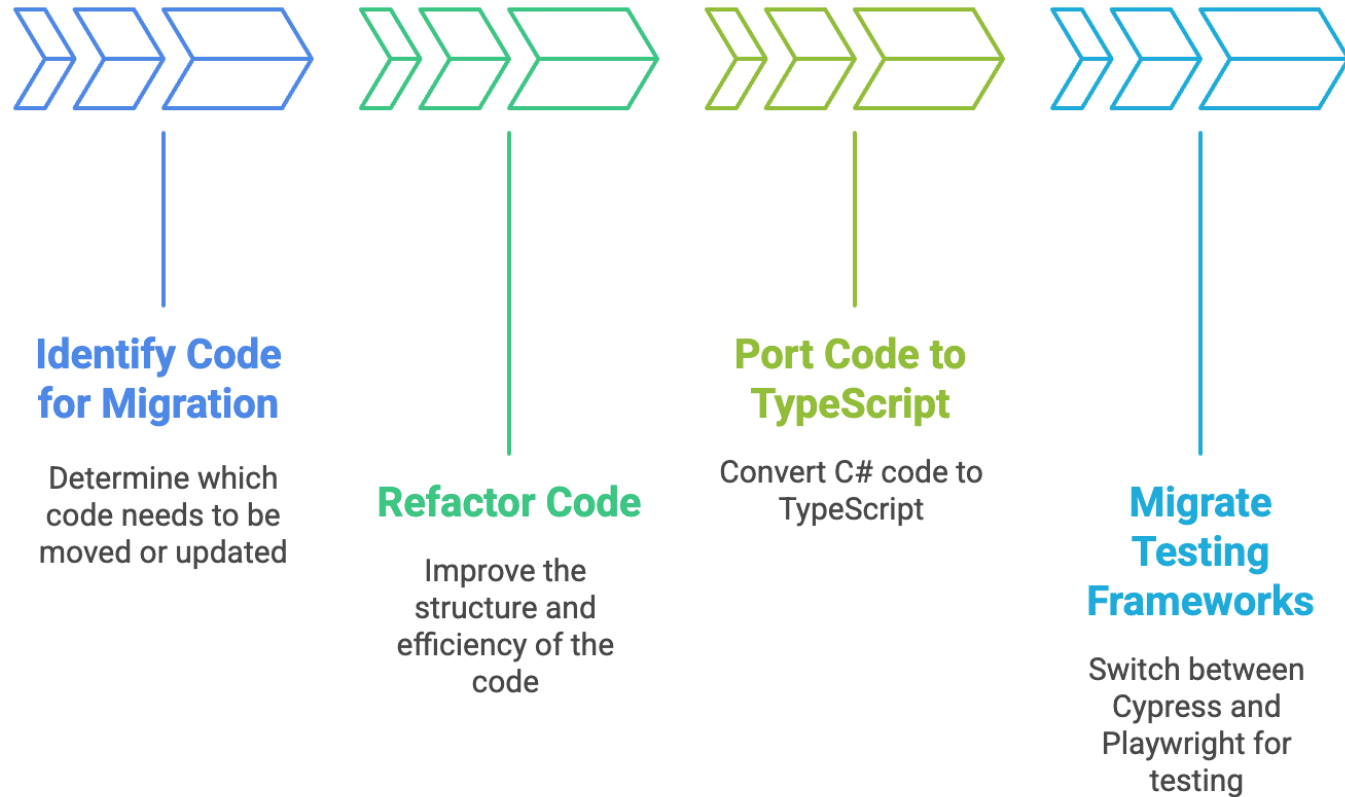 Identify Code
for Migration
Determine which
code needs to be
moved or updated
Refactor Code
Improve the
structure and
efficiency of the
code
Port Code to
TypeScript
Convert C# code to
TypeScript
Migrate
Testing
Frameworks
Switch between
Cypress and
Playwright for
testing